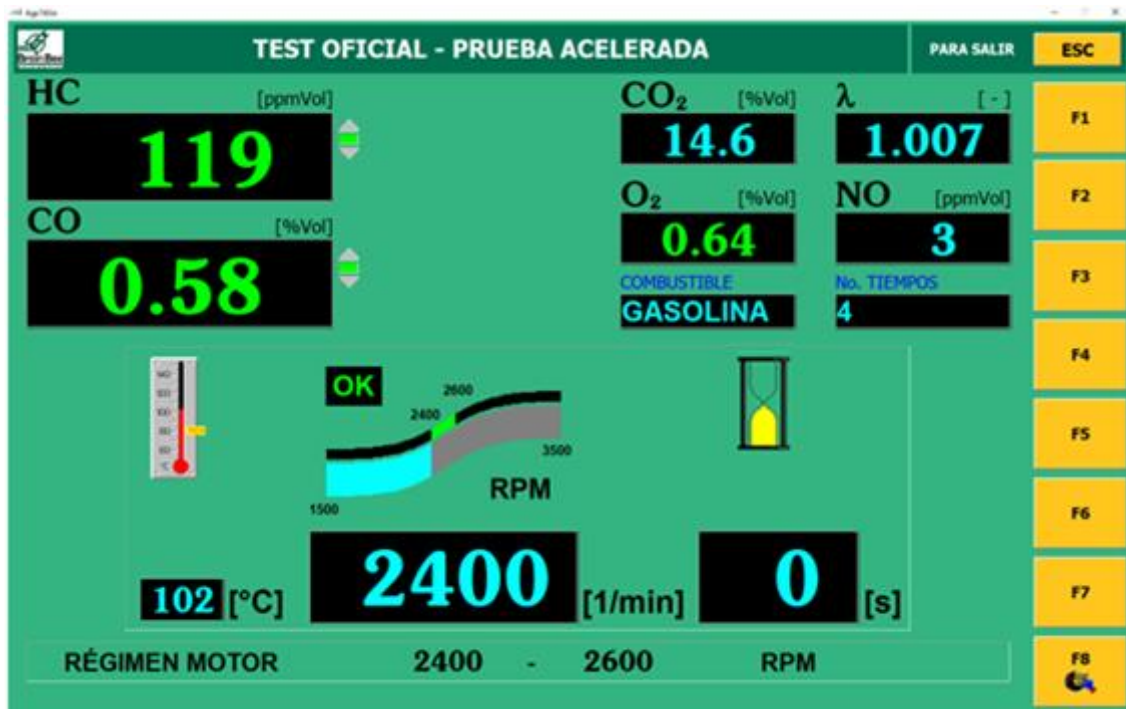 TEST OFICIAL - PRUEBA ACELERADA
PARA SALIR
ESC
HC [ppmVol]
119
CO [%Vol]
0.58
CO₂ [%Vol]
14.6
λ [-]
1.007
O₂ [%Vol]
0.64
NO [ppmVol]
3
COMBUSTIBLE
GASOLINA
No. TIEMPOS
4
F1
F2
F3
F4
F5
F6
F7
F8
OK
2600
2400
3500
RPM
1500
102 [°C]
2400 [1/min]
0 [s]
RÉGIMEN MOTOR 2400 - 2600 RPM